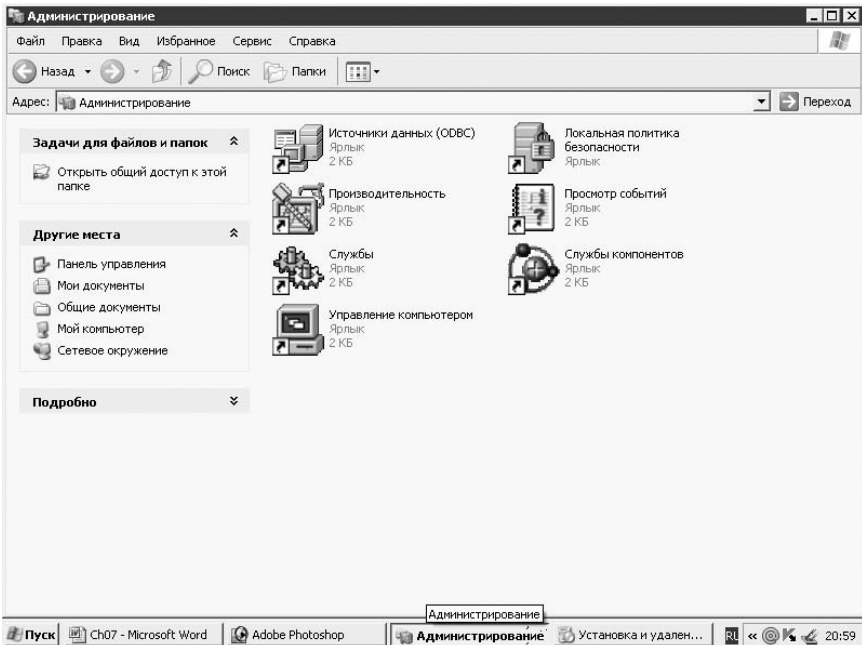 Администрирование
Файл Правка Вид Избранное Сервис Справка
Назад Поиск Папки
Адрес: Администрирование Переход
Задачи для файлов и папок
Открыть общий доступ к этой
папке
Другие места
Панель управления
Мои документы
Общие документы
Мой компьютер
Сетевое окружение
Подробно
Источники данных (ODBC)
Ярлык
2 КБ
Локальная политика
безопасности
Ярлык
Производительность
Ярлык
2 КБ
Просмотр событий
Ярлык
2 КБ
Службы
Ярлык
2 КБ
Службы компонентов
Ярлык
2 КБ
Управление компьютером
Ярлык
2 КБ
Администрирование
Пуск Ch07 - Microsoft Word Adobe Photoshop Администрирование Установка и удален... RL « 20:59